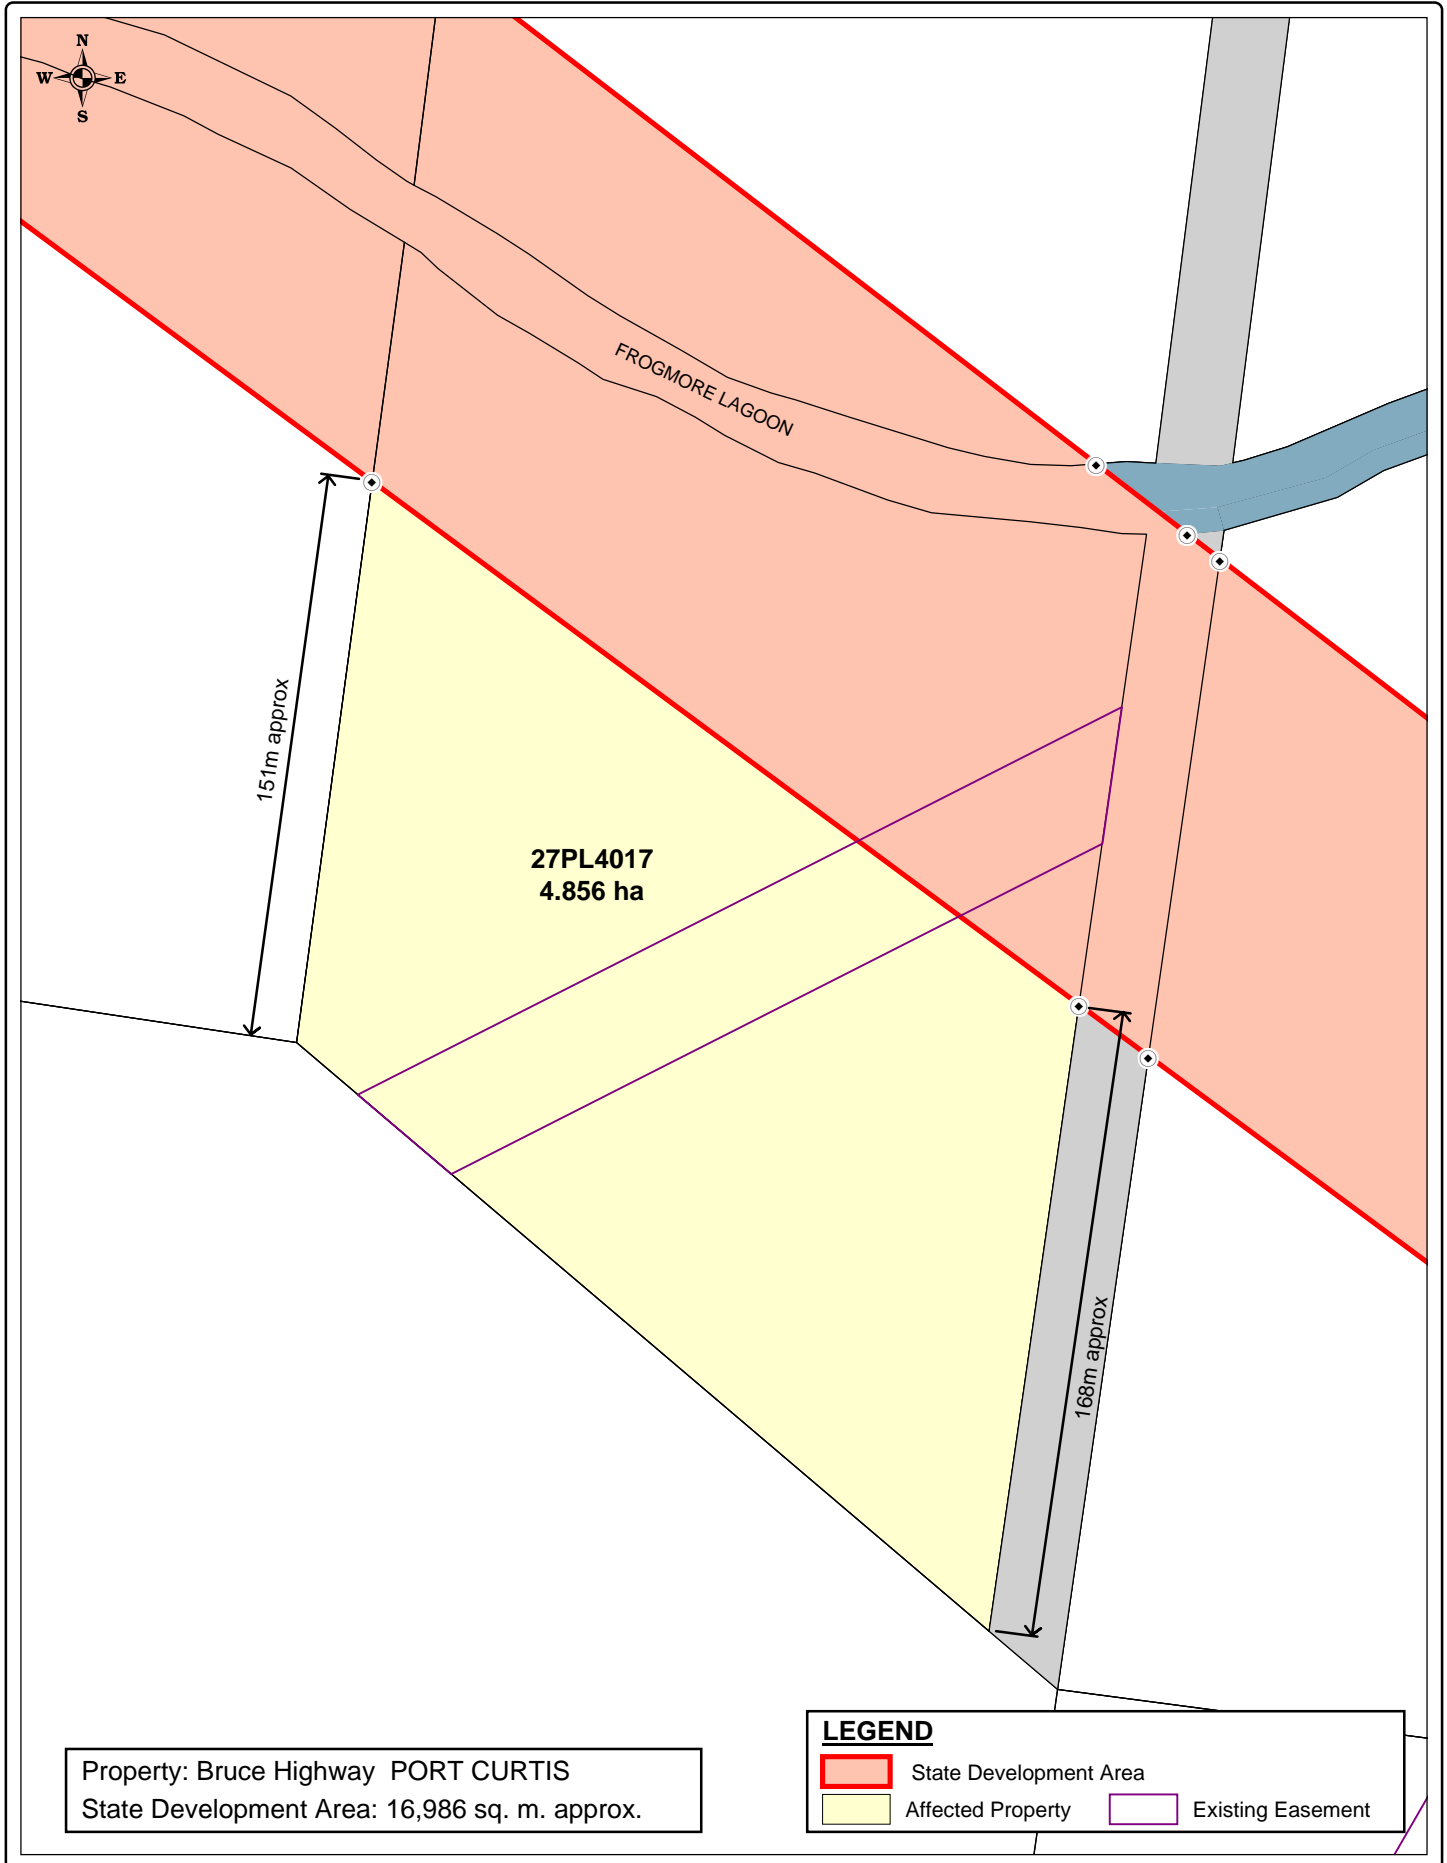 N
W E
S
FROGMORE LAGOON
151m approx
27PL4017
4.856 ha
168m approx
Property: Bruce Highway PORT CURTIS
State Development Area: 16,986 sq. m. approx.
LEGEND
State Development Area
Affected Property
Existing Easement